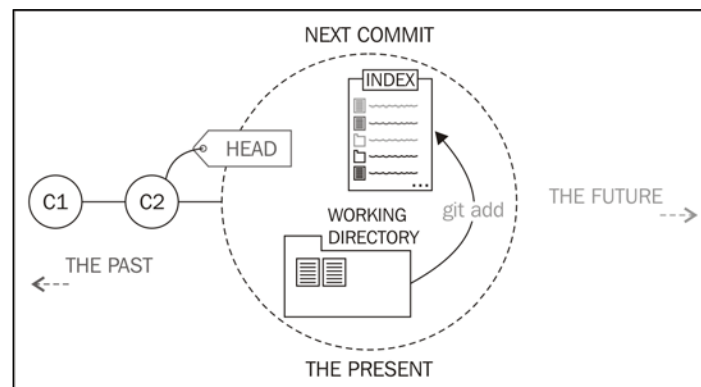 NEXT COMMIT
INDEX
HEAD
C1
C2
THE FUTURE
git add
WORKING
DIRECTORY
THE PAST
THE PRESENT